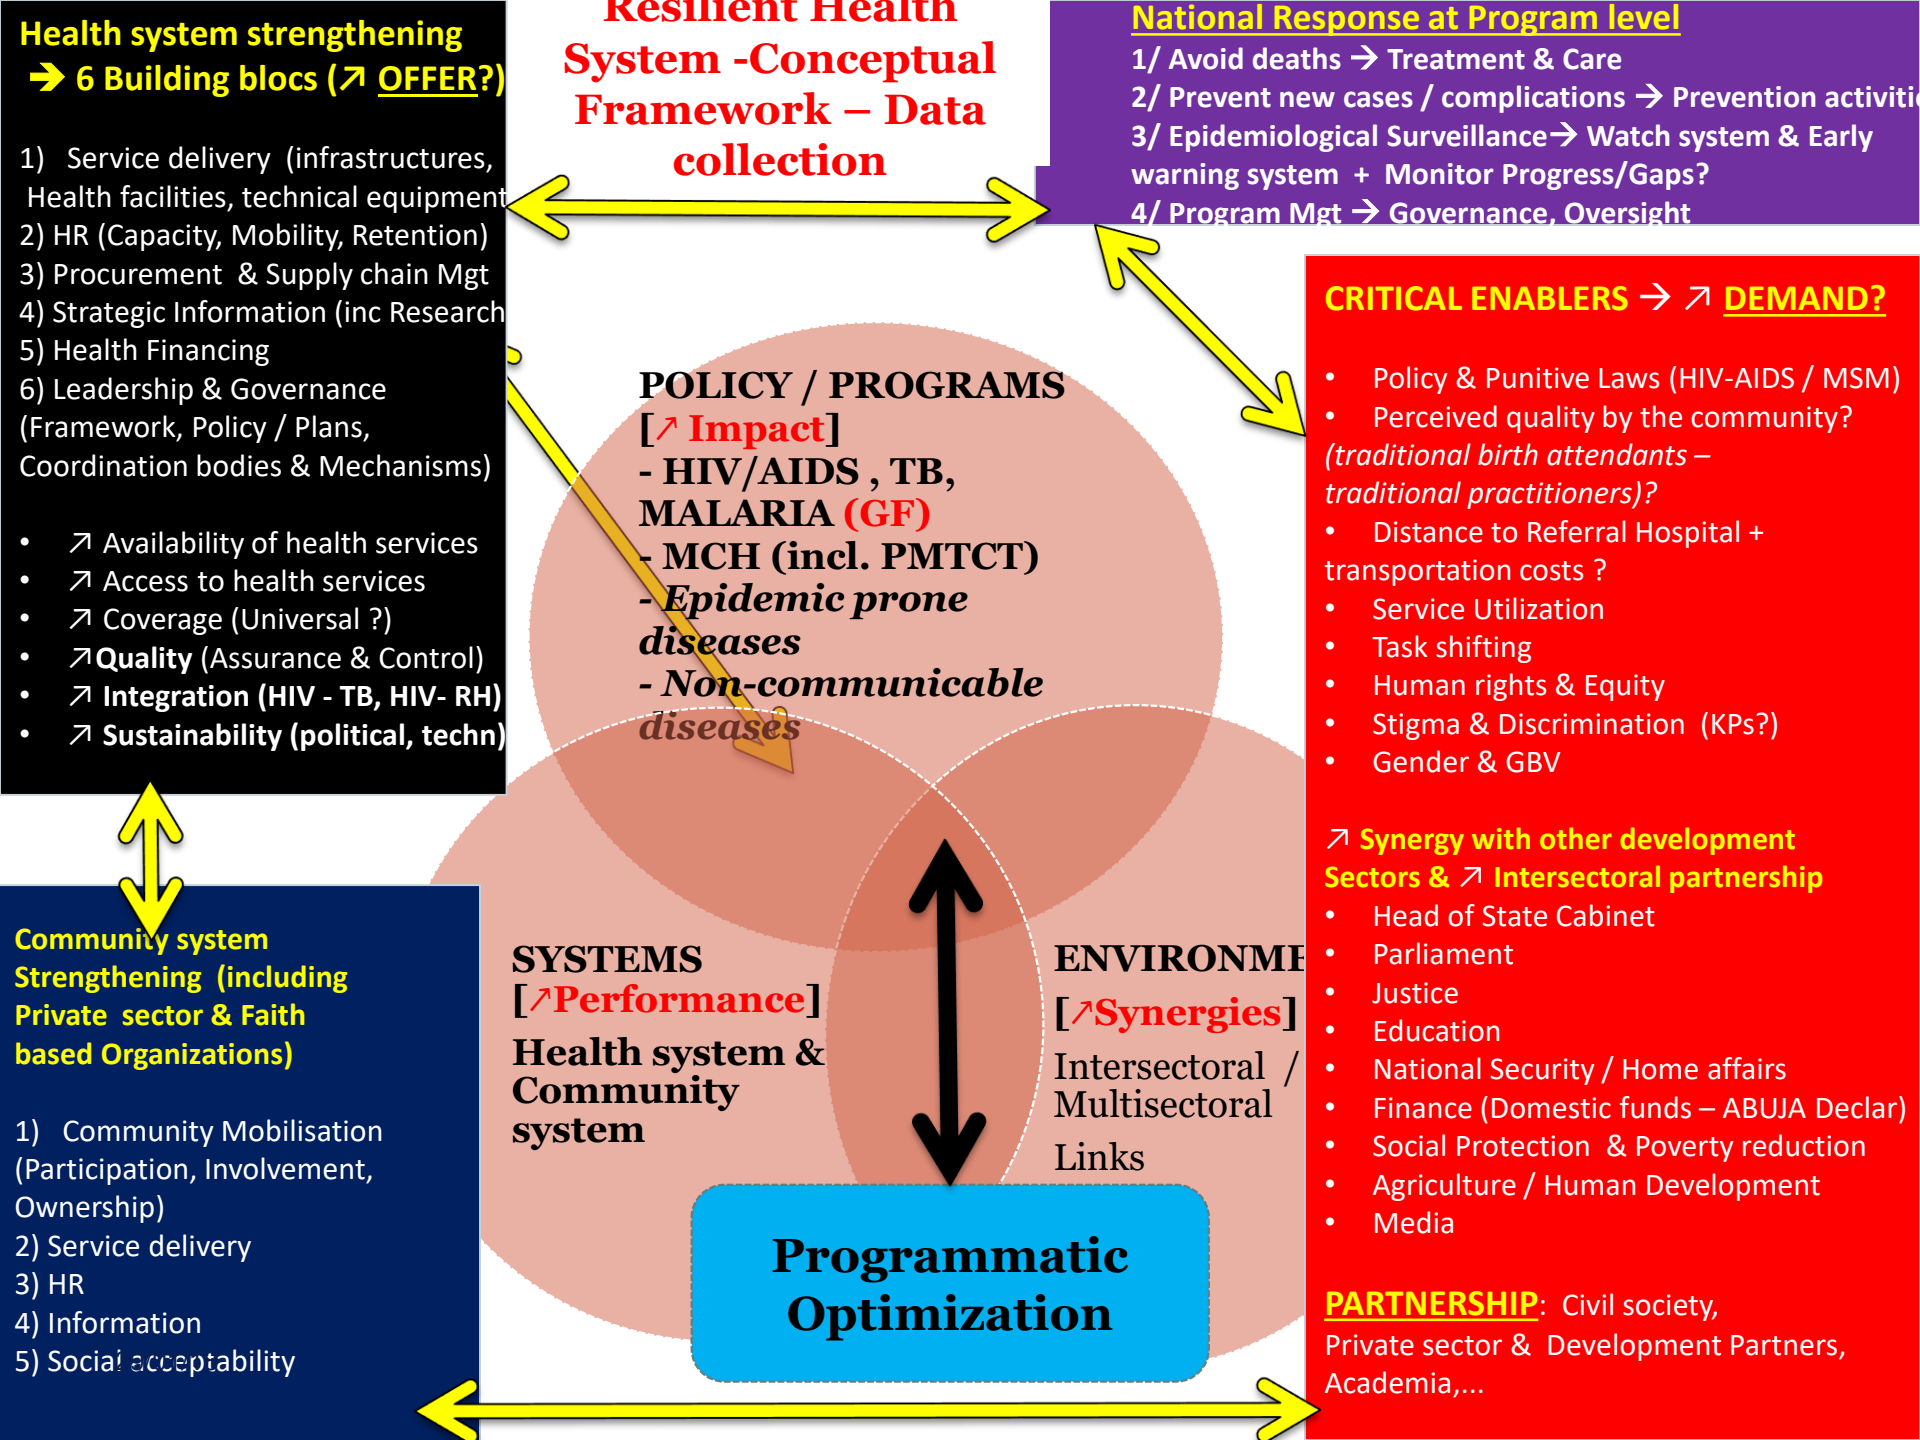 Health system strengthening
➔ 6 Building blocs (↗ OFFER?)
1) Service delivery (infrastructures,
Health facilities, technical equipment
2) HR (Capacity, Mobility, Retention)
3) Procurement & Supply chain Mgt
4) Strategic Information (inc Research
5) Health Financing
6) Leadership & Governance
(Framework, Policy / Plans,
Coordination bodies & Mechanisms)
• ↗ Availability of health services
• ↗ Access to health services
• ↗ Coverage (Universal ?)
• ↗Quality (Assurance & Control)
• ↗ Integration (HIV - TB, HIV- RH)
• ↗ Sustainability (political, techn)
Resilient Health
System -Conceptual
Framework – Data
collection
National Response at Program level
1/ Avoid deaths → Treatment & Care
2/ Prevent new cases / complications → Prevention activitie
3/ Epidemiological Surveillance→ Watch system & Early
warning system + Monitor Progress/Gaps?
4/ Program Mgt → Governance, Oversight
POLICY / PROGRAMS
[↗ Impact]
- HIV/AIDS , TB,
MALARIA (GF)
- MCH (incl. PMTCT)
- Epidemic prone
diseases
- Non-communicable
diseases
SYSTEMS
[↗Performance]
Health system &
Community
system
ENVIRONME
[↗Synergies]
Intersectoral /
Multisectoral
Links
Programmatic
Optimization
Community system
Strengthening (including
Private sector & Faith
based Organizations)
1) Community Mobilisation
(Participation, Involvement,
Ownership)
2) Service delivery
3) HR
4) Information
5) Social acceptability
CRITICAL ENABLERS → ↗ DEMAND?
• Policy & Punitive Laws (HIV-AIDS / MSM)
• Perceived quality by the community?
(traditional birth attendants –
traditional practitioners)?
• Distance to Referral Hospital +
transportation costs ?
• Service Utilization
• Task shifting
• Human rights & Equity
• Stigma & Discrimination (KPs?)
• Gender & GBV
↗ Synergy with other development
Sectors & ↗ Intersectoral partnership
• Head of State Cabinet
• Parliament
• Justice
• Education
• National Security / Home affairs
• Finance (Domestic funds – ABUJA Declar)
• Social Protection & Poverty reduction
• Agriculture / Human Development
• Media
PARTNERSHIP: Civil society,
Private sector & Development Partners,
Academia,...